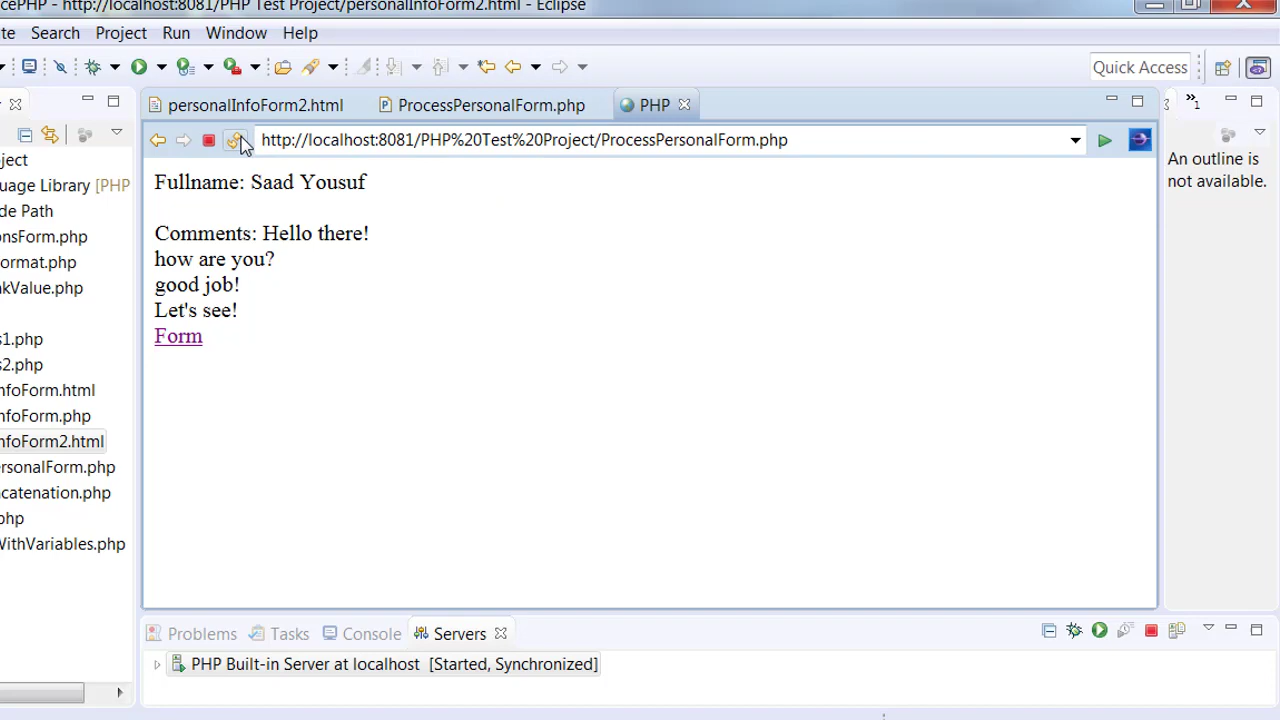 cePHP - http://localhost:8081/PHP Test Project/personalInfoForm2.html - Eclipse
te Search Project Run Window Help
Quick Access
personalInfoForm2.html ProcessPersonalForm.php PHP
http://localhost:8081/PHP%20Test%20Project/ProcessPersonalForm.php
Fullname: Saad Yousuf
Comments: Hello there!
how are you?
good job!
Let's see!
Form
ject
uage Library [PHP
de Path
onsForm.php
ormat.php
nkValue.php
s1.php
s2.php
nfoForm.html
nfoForm.php
nfoForm2.html
ersonalForm.php
catenation.php
php
WithVariables.php
1
An outline is
not available.
Problems Tasks Console Servers
PHP Built-in Server at localhost [Started, Synchronized]